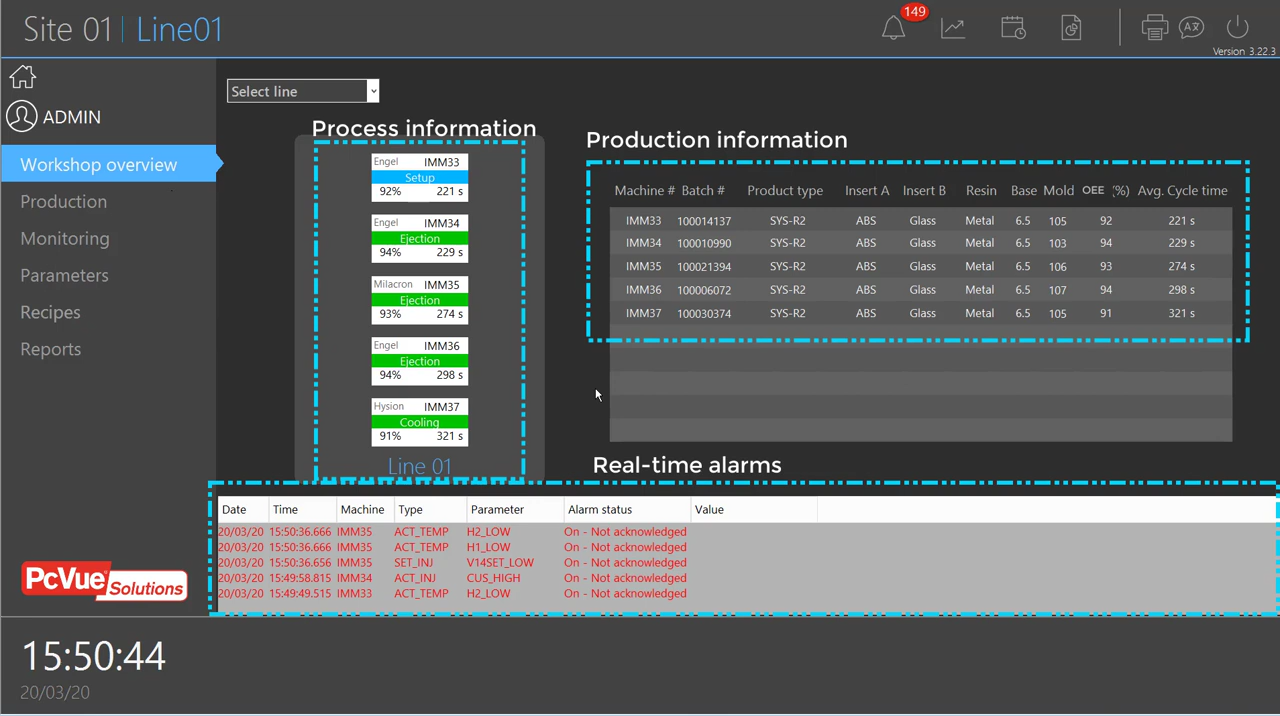 Site 01 | Line01
149
Version 3.22.3
ADMIN
Workshop overview
Production
Monitoring
Parameters
Recipes
Reports
Select line
Process information
Engel IMM33
Setup
92% 221 s
Engel IMM34
Ejection
94% 229 s
Milacron IMM35
Ejection
93% 274 s
Engel IMM36
Ejection
94% 298 s
Hysion IMM37
Cooling
91% 321 s
Line 01
Production information
Machine # Batch # Product type Insert A Insert B Resin Base Mold OEE (%) Avg. Cycle time
IMM33 100014137 SYS-R2 ABS Glass Metal 6.5 105 92 221 s
IMM34 100010990 SYS-R2 ABS Glass Metal 6.5 103 94 229 s
IMM35 100021394 SYS-R2 ABS Glass Metal 6.5 106 93 274 s
IMM36 100006072 SYS-R2 ABS Glass Metal 6.5 107 94 298 s
IMM37 100030374 SYS-R2 ABS Glass Metal 6.5 105 91 321 s
Real-time alarms
Date Time Machine Type Parameter Alarm status Value
20/03/20 15:50:36.666 IMM35 ACT_TEMP H2_LOW On - Not acknowledged
20/03/20 15:50:36.666 IMM35 ACT_TEMP H1_LOW On - Not acknowledged
20/03/20 15:50:36.656 IMM35 SET_INJ V14SET_LOW On - Not acknowledged
20/03/20 15:49:58.815 IMM34 ACT_INJ CUS_HIGH On - Not acknowledged
20/03/20 15:49:49.515 IMM33 ACT_TEMP H2_LOW On - Not acknowledged
PcVue Solutions
15:50:44
20/03/20